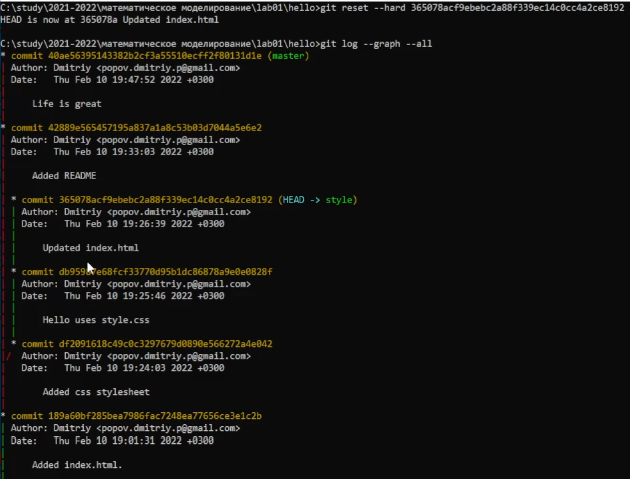 C:\study\2021-2022\математическое моделирование\lab01\hello>git reset --hard 365078acf9ebebc2a88f339ec14c0cc4a2ce8192
HEAD is now at 365078a Updated index.html
C:\study\2021-2022\математическое моделирование\lab01\hello>git log --graph --all
* commit 40ae56395143382b2cf3a55510ecff2f80131d1e (master)
| Author: Dmitriy <popov.dmitriy.p@gmail.com>
| Date: Thu Feb 10 19:47:52 2022 +0300
|
| Life is great
|
* commit 42889e565457195a837a1a8c53b03d7044a5e6e2
| Author: Dmitriy <popov.dmitriy.p@gmail.com>
| Date: Thu Feb 10 19:33:03 2022 +0300
|
| Added README
|
| * commit 365078acf9ebebc2a88f339ec14c0cc4a2ce8192 (HEAD -> style)
| | Author: Dmitriy <popov.dmitriy.p@gmail.com>
| | Date: Thu Feb 10 19:26:39 2022 +0300
| |
| | Updated index.html
| |
| * commit
| | Author: Dmitriy <popov.dmitriy.p@gmail.com>
| | Date: Thu Feb 10 19:25:46 2022 +0300
| |
| | Hello uses style.css
| |
| * commit df2091618c49c0c3297679d0890e566272a4e042
|/ Author: Dmitriy <popov.dmitriy.p@gmail.com>
| Date: Thu Feb 10 19:24:03 2022 +0300
|
| Added css stylesheet
|
* commit 189a60bf285bea7986fac7248ea77656ce3e1c2b
| Author: Dmitriy <popov.dmitriy.p@gmail.com>
| Date: Thu Feb 10 19:01:31 2022 +0300
|
| Added index.html.
|